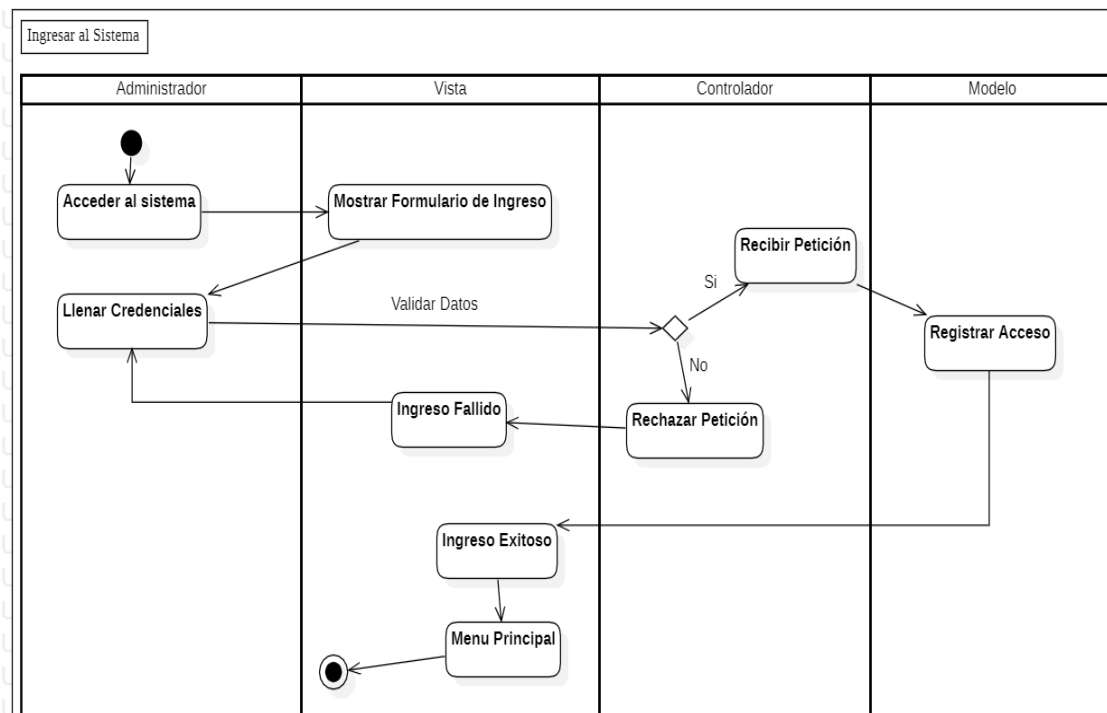 Ingresar al Sistema
Administrador
Vista
Controlador
Modelo
Acceder al sistema
Mostrar Formulario de Ingreso
Recibir Petición
Si
Llenar Credenciales
Validar Datos
Registrar Acceso
No
Ingreso Fallido
Rechazar Petición
Ingreso Exitoso
Menu Principal